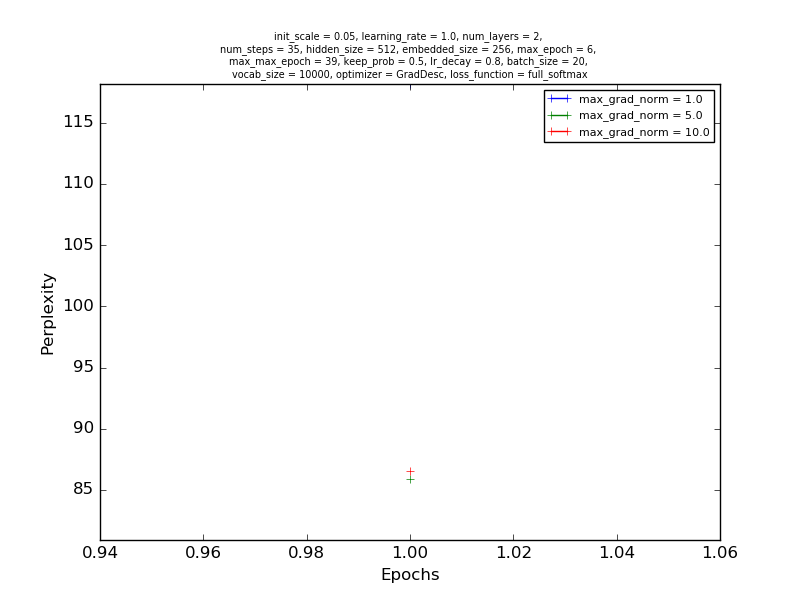 init_scale = 0.05, learning_rate = 1.0, num_layers = 2,
num_steps = 35, hidden_size = 512, embedded_size = 256, max_epoch = 6,
max_max_epoch = 39, keep_prob = 0.5, lr_decay = 0.8, batch_size = 20,
vocab_size = 10000, optimizer = GradDesc, loss_function = full_softmax
max_grad_norm = 1.0
max_grad_norm = 5.0
max_grad_norm = 10.0
115
110
105
100
95
90
85
Perplexity
0.94 0.96 0.98 1.00 1.02 1.04 1.06
Epochs